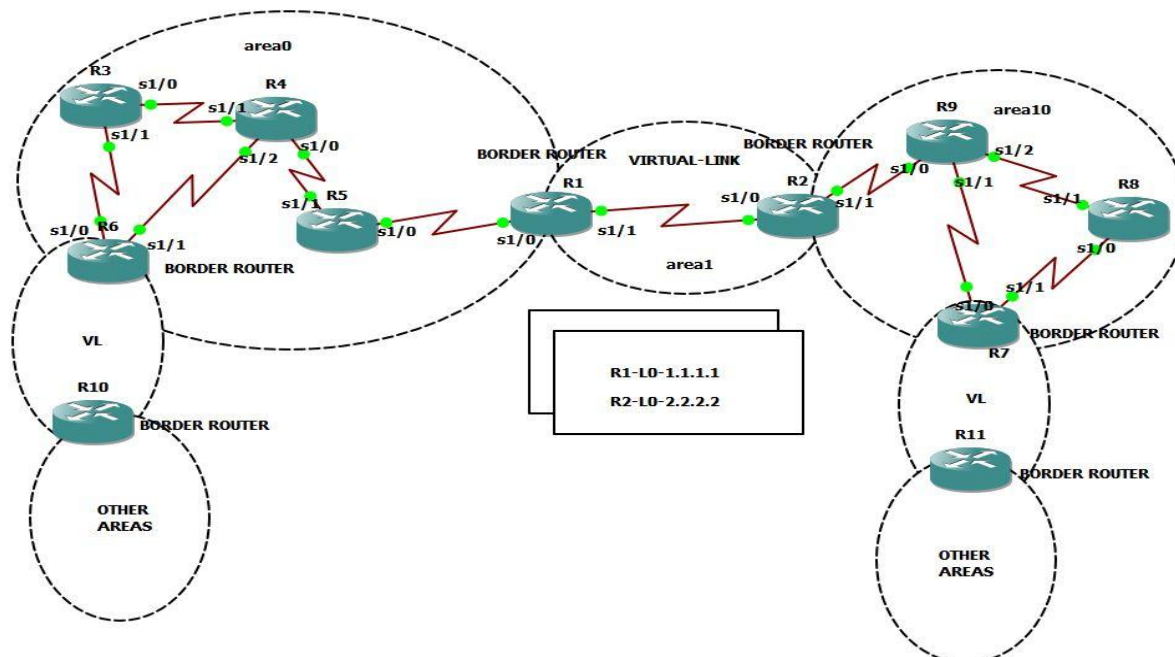 area0
R3
s1/0
R4
s1/1
s1/1
s1/0
s1/2
s1/1
R5
s1/0
s1/0
R6
s1/1
BORDER ROUTER
VL
R10
BORDER ROUTER
OTHER
AREAS
BORDER ROUTER
R1
s1/0
s1/1
VIRTUAL-LINK
area1
BORDER ROUTER
s1/0
R2
s1/1
R1-L0-1.1.1.1
R2-L0-2.2.2.2
area10
R9
s1/0
s1/2
s1/1
R8
s1/1
s1/0
s1/1
s1/0
BORDER ROUTER
R7
VL
R11
BORDER ROUTER
OTHER
AREAS